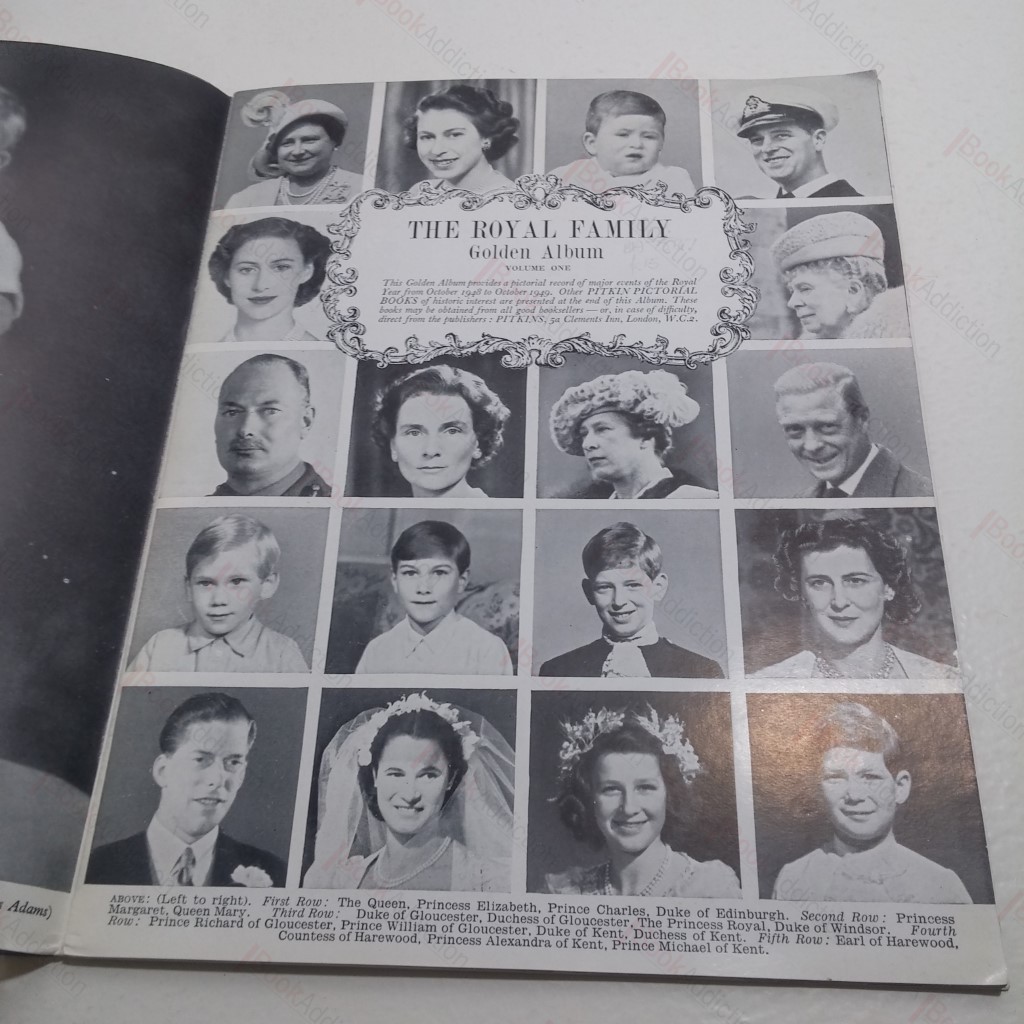 THE ROYAL FAMILY
Golden Album
VOLUME ONE
This Golden Album provides a pictorial record of major events of the Royal
Year from October 1948 to October 1949. Other PITKIN PICTORIAL
BOOKS of historic interest are presented at the end of this Album. These
books may be obtained from all good booksellers — or, in case of difficulty,
direct from the publishers : PITKINS, 5a Clements Inn, London, W.C.2.
ABOVE: (Left to right). First Row: The Queen, Princess Elizabeth, Prince Charles, Duke of Edinburgh. Second Row: Princess
Margaret, Queen Mary. Third Row: Duke of Gloucester, Duchess of Gloucester, The Princess Royal, Duke of Windsor. Fourth
Row: Prince Richard of Gloucester, Prince William of Gloucester, Duke of Kent, Duchess of Kent. Fifth Row: Earl of Harewood,
Countess of Harewood, Princess Alexandra of Kent, Prince Michael of Kent.
Adams)
BookAddiction